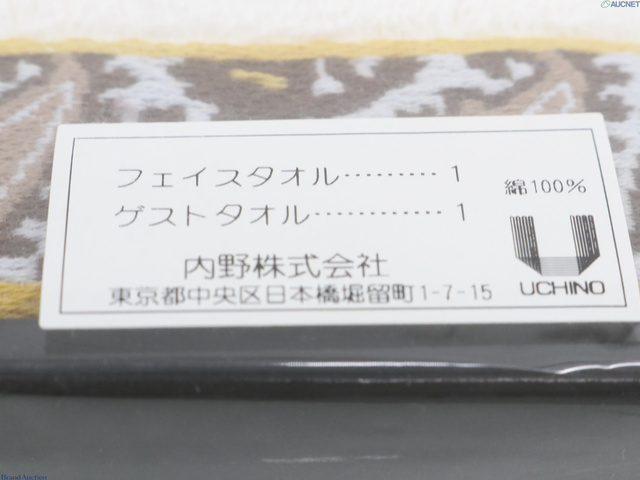 AUCNET
フェイスタオル………1
ゲストタオル…………1
綿100%
内野株式会社
東京都中央区日本橋堀留町1-7-15
UCHINO
Brand Auction